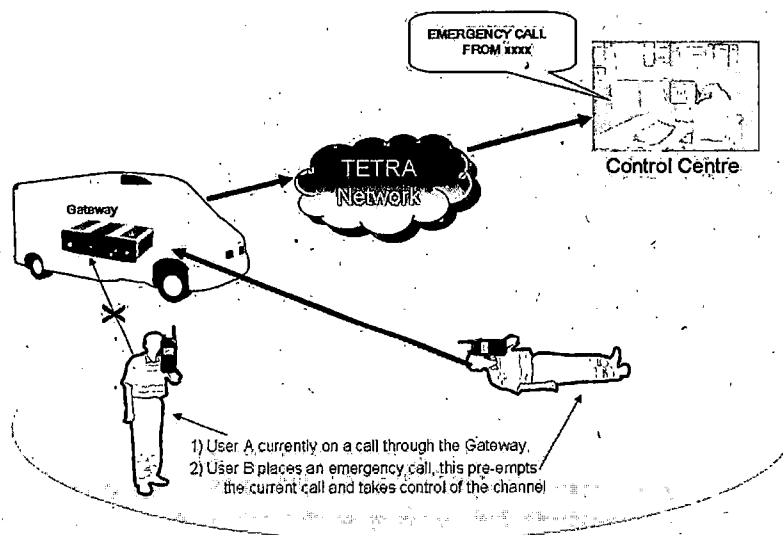 EMERGENCY CALL
FROM xxxx
Control Centre
TETRA
Network
Gateway
1) User A currently on a call through the Gateway,
2) User B places an emergency call, this pre-empts
the current call and takes control of the channel